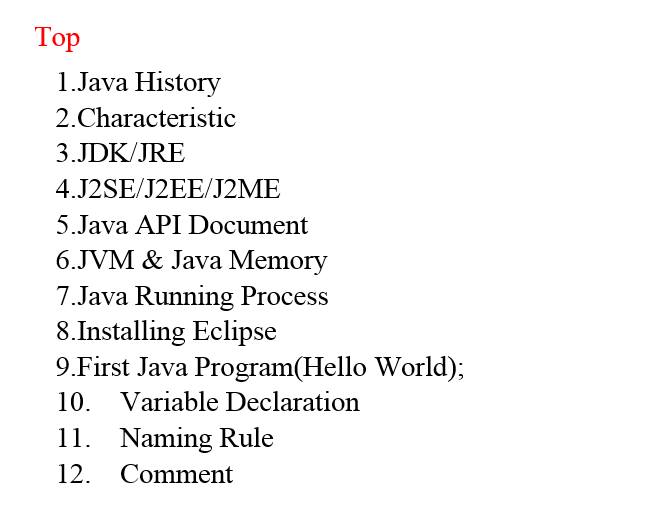 Top
1.Java History
2.Characteristic
3.JDK/JRE
4.J2SE/J2EE/J2ME
5.Java API Document
6.JVM & Java Memory
7.Java Running Process
8.Installing Eclipse
9.First Java Program(Hello World);
10. Variable Declaration
11. Naming Rule
12. Comment